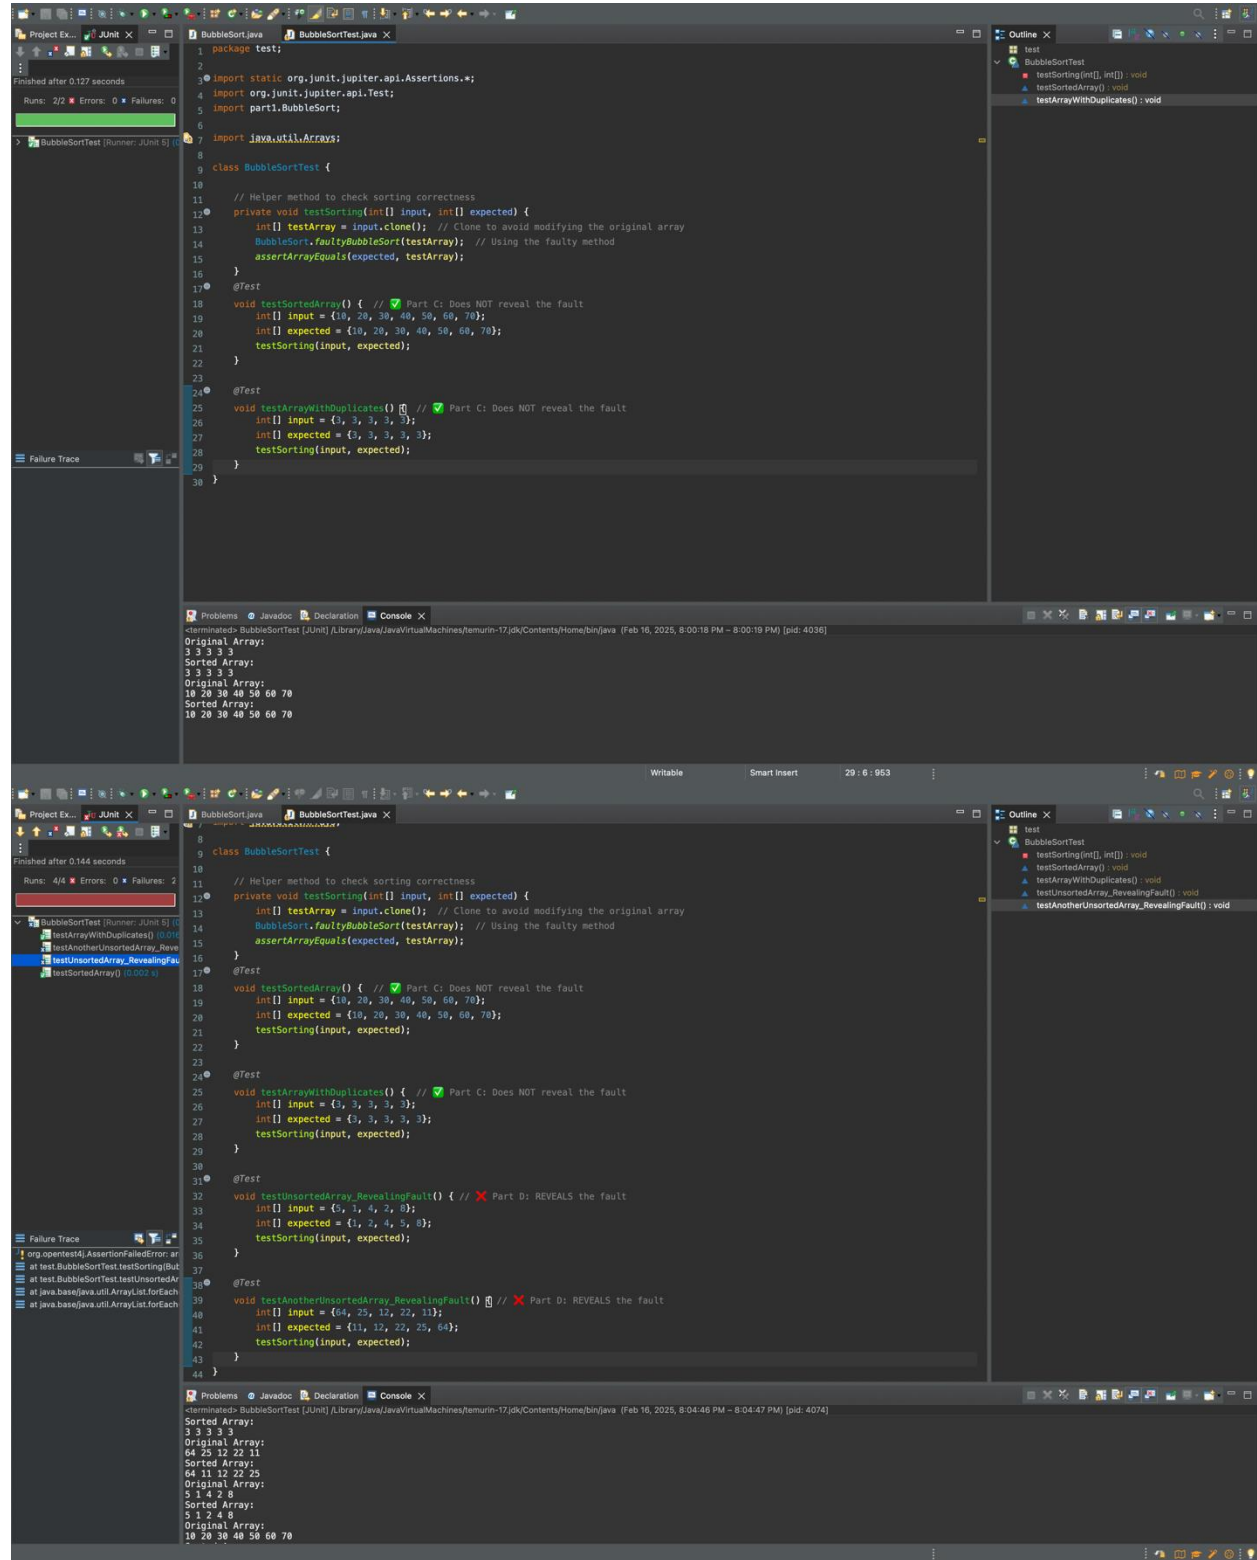 Project Ex... JUnit
Finished after 0.127 seconds
Runs: 2/2 Errors: 0 Failures: 0
BubbleSortTest [Runner: JUnit 5]
Failure Trace
BubbleSort.java BubbleSortTest.java
1 package test;
2
3 import static org.junit.jupiter.api.Assertions.*;
4 import org.junit.jupiter.api.Test;
5 import part1.BubbleSort;
6
7 import java.util.Arrays;
8
9 class BubbleSortTest {
10
11 // Helper method to check sorting correctness
12 private void testSorting(int[] input, int[] expected) {
13 int[] testArray = input.clone(); // Clone to avoid modifying the original array
14 BubbleSort.faultyBubbleSort(testArray); // Using the faulty method
15 assertArrayEquals(expected, testArray);
16 }
17 @Test
18 void testSortedArray() { // ✅ Part C: Does NOT reveal the fault
19 int[] input = {10, 20, 30, 40, 50, 60, 70};
20 int[] expected = {10, 20, 30, 40, 50, 60, 70};
21 testSorting(input, expected);
22 }
23
24 @Test
25 void testArrayWithDuplicates() { // ✅ Part C: Does NOT reveal the fault
26 int[] input = {3, 3, 3, 3, 3};
27 int[] expected = {3, 3, 3, 3, 3};
28 testSorting(input, expected);
29 }
30 }
Outline
test
BubbleSortTest
testSorting(int[], int[]) : void
testSortedArray() : void
testArrayWithDuplicates() : void
Problems Javadoc Declaration Console
<terminated> BubbleSortTest [JUnit] /Library/Java/JavaVirtualMachines/temurin-17.jdk/Contents/Home/bin/java (Feb 16, 2025, 8:00:18 PM – 8:00:19 PM) [pid: 4036]
Original Array:
3 3 3 3 3
Sorted Array:
3 3 3 3 3
Original Array:
10 20 30 40 50 60 70
Sorted Array:
10 20 30 40 50 60 70
Writable Smart Insert 29 : 6 : 953
Project Ex... JUnit
Finished after 0.144 seconds
Runs: 4/4 Errors: 0 Failures: 2
BubbleSortTest [Runner: JUnit 5]
testArrayWithDuplicates()
testAnotherUnsortedArray_Reve
testUnsortedArray_RevealingFau
testSortedArray() (0.002 s)
Failure Trace
org.opentest4j.AssertionFailedError: ar
at test.BubbleSortTest.testSorting(Bub
at test.BubbleSortTest.testUnsortedAr
at java.base/java.util.ArrayList.forEach
at java.base/java.util.ArrayList.forEach
BubbleSort.java BubbleSortTest.java
8
9 class BubbleSortTest {
10
11 // Helper method to check sorting correctness
12 private void testSorting(int[] input, int[] expected) {
13 int[] testArray = input.clone(); // Clone to avoid modifying the original array
14 BubbleSort.faultyBubbleSort(testArray); // Using the faulty method
15 assertArrayEquals(expected, testArray);
16 }
17 @Test
18 void testSortedArray() { // ✅ Part C: Does NOT reveal the fault
19 int[] input = {10, 20, 30, 40, 50, 60, 70};
20 int[] expected = {10, 20, 30, 40, 50, 60, 70};
21 testSorting(input, expected);
22 }
23
24 @Test
25 void testArrayWithDuplicates() { // ✅ Part C: Does NOT reveal the fault
26 int[] input = {3, 3, 3, 3, 3};
27 int[] expected = {3, 3, 3, 3, 3};
28 testSorting(input, expected);
29 }
30
31 @Test
32 void testUnsortedArray_RevealingFault() { // ❌ Part D: REVEALS the fault
33 int[] input = {5, 1, 4, 2, 8};
34 int[] expected = {1, 2, 4, 5, 8};
35 testSorting(input, expected);
36 }
37
38 @Test
39 void testAnotherUnsortedArray_RevealingFault() { // ❌ Part D: REVEALS the fault
40 int[] input = {64, 25, 12, 22, 11};
41 int[] expected = {11, 12, 22, 25, 64};
42 testSorting(input, expected);
43 }
44 }
Outline
test
BubbleSortTest
testSorting(int[], int[]) : void
testSortedArray() : void
testArrayWithDuplicates() : void
testUnsortedArray_RevealingFault() : void
testAnotherUnsortedArray_RevealingFault() : void
Problems Javadoc Declaration Console
<terminated> BubbleSortTest [JUnit] /Library/Java/JavaVirtualMachines/temurin-17.jdk/Contents/Home/bin/java (Feb 16, 2025, 8:04:46 PM – 8:04:47 PM) [pid: 4074]
Sorted Array:
3 3 3 3 3
Original Array:
64 25 12 22 11
Sorted Array:
64 11 12 22 25
Original Array:
5 1 4 2 8
Sorted Array:
5 1 2 4 8
Original Array:
10 20 30 40 50 60 70